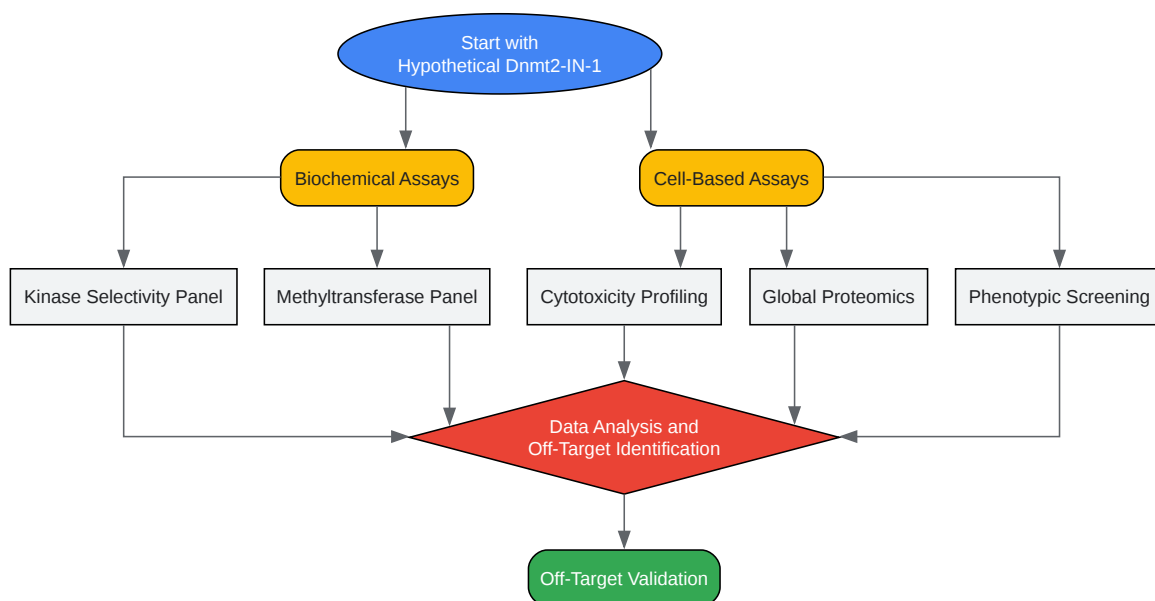 Start with
Hypothetical Dnmt2-IN-1
Biochemical Assays
Cell-Based Assays
Kinase Selectivity Panel
Methyltransferase Panel
Cytotoxicity Profiling
Global Proteomics
Phenotypic Screening
Data Analysis and
Off-Target Identification
Off-Target Validation